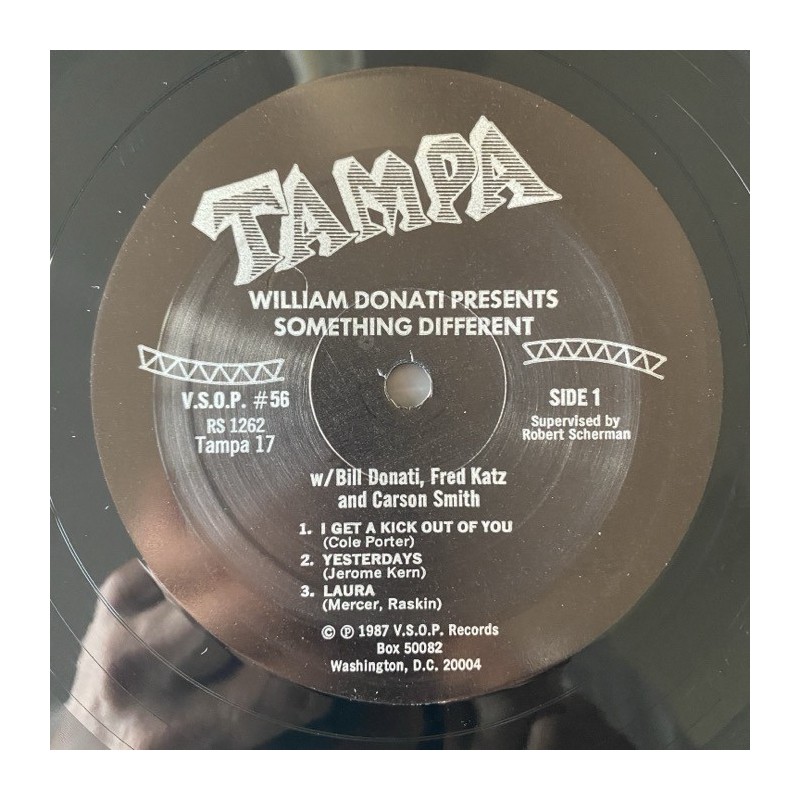 TAMPA
WILLIAM DONATI PRESENTS
SOMETHING DIFFERENT
V.S.O.P. #56
RS 1262
Tampa 17
SIDE 1
Supervised by
Robert Scherman
w/Bill Donati, Fred Katz
and Carson Smith
1. I GET A KICK OUT OF YOU
(Cole Porter)
2. YESTERDAYS
(Jerome Kern)
3. LAURA
(Mercer, Raskin)
© ℗ 1987 V.S.O.P. Records
Box 50082
Washington, D.C. 20004